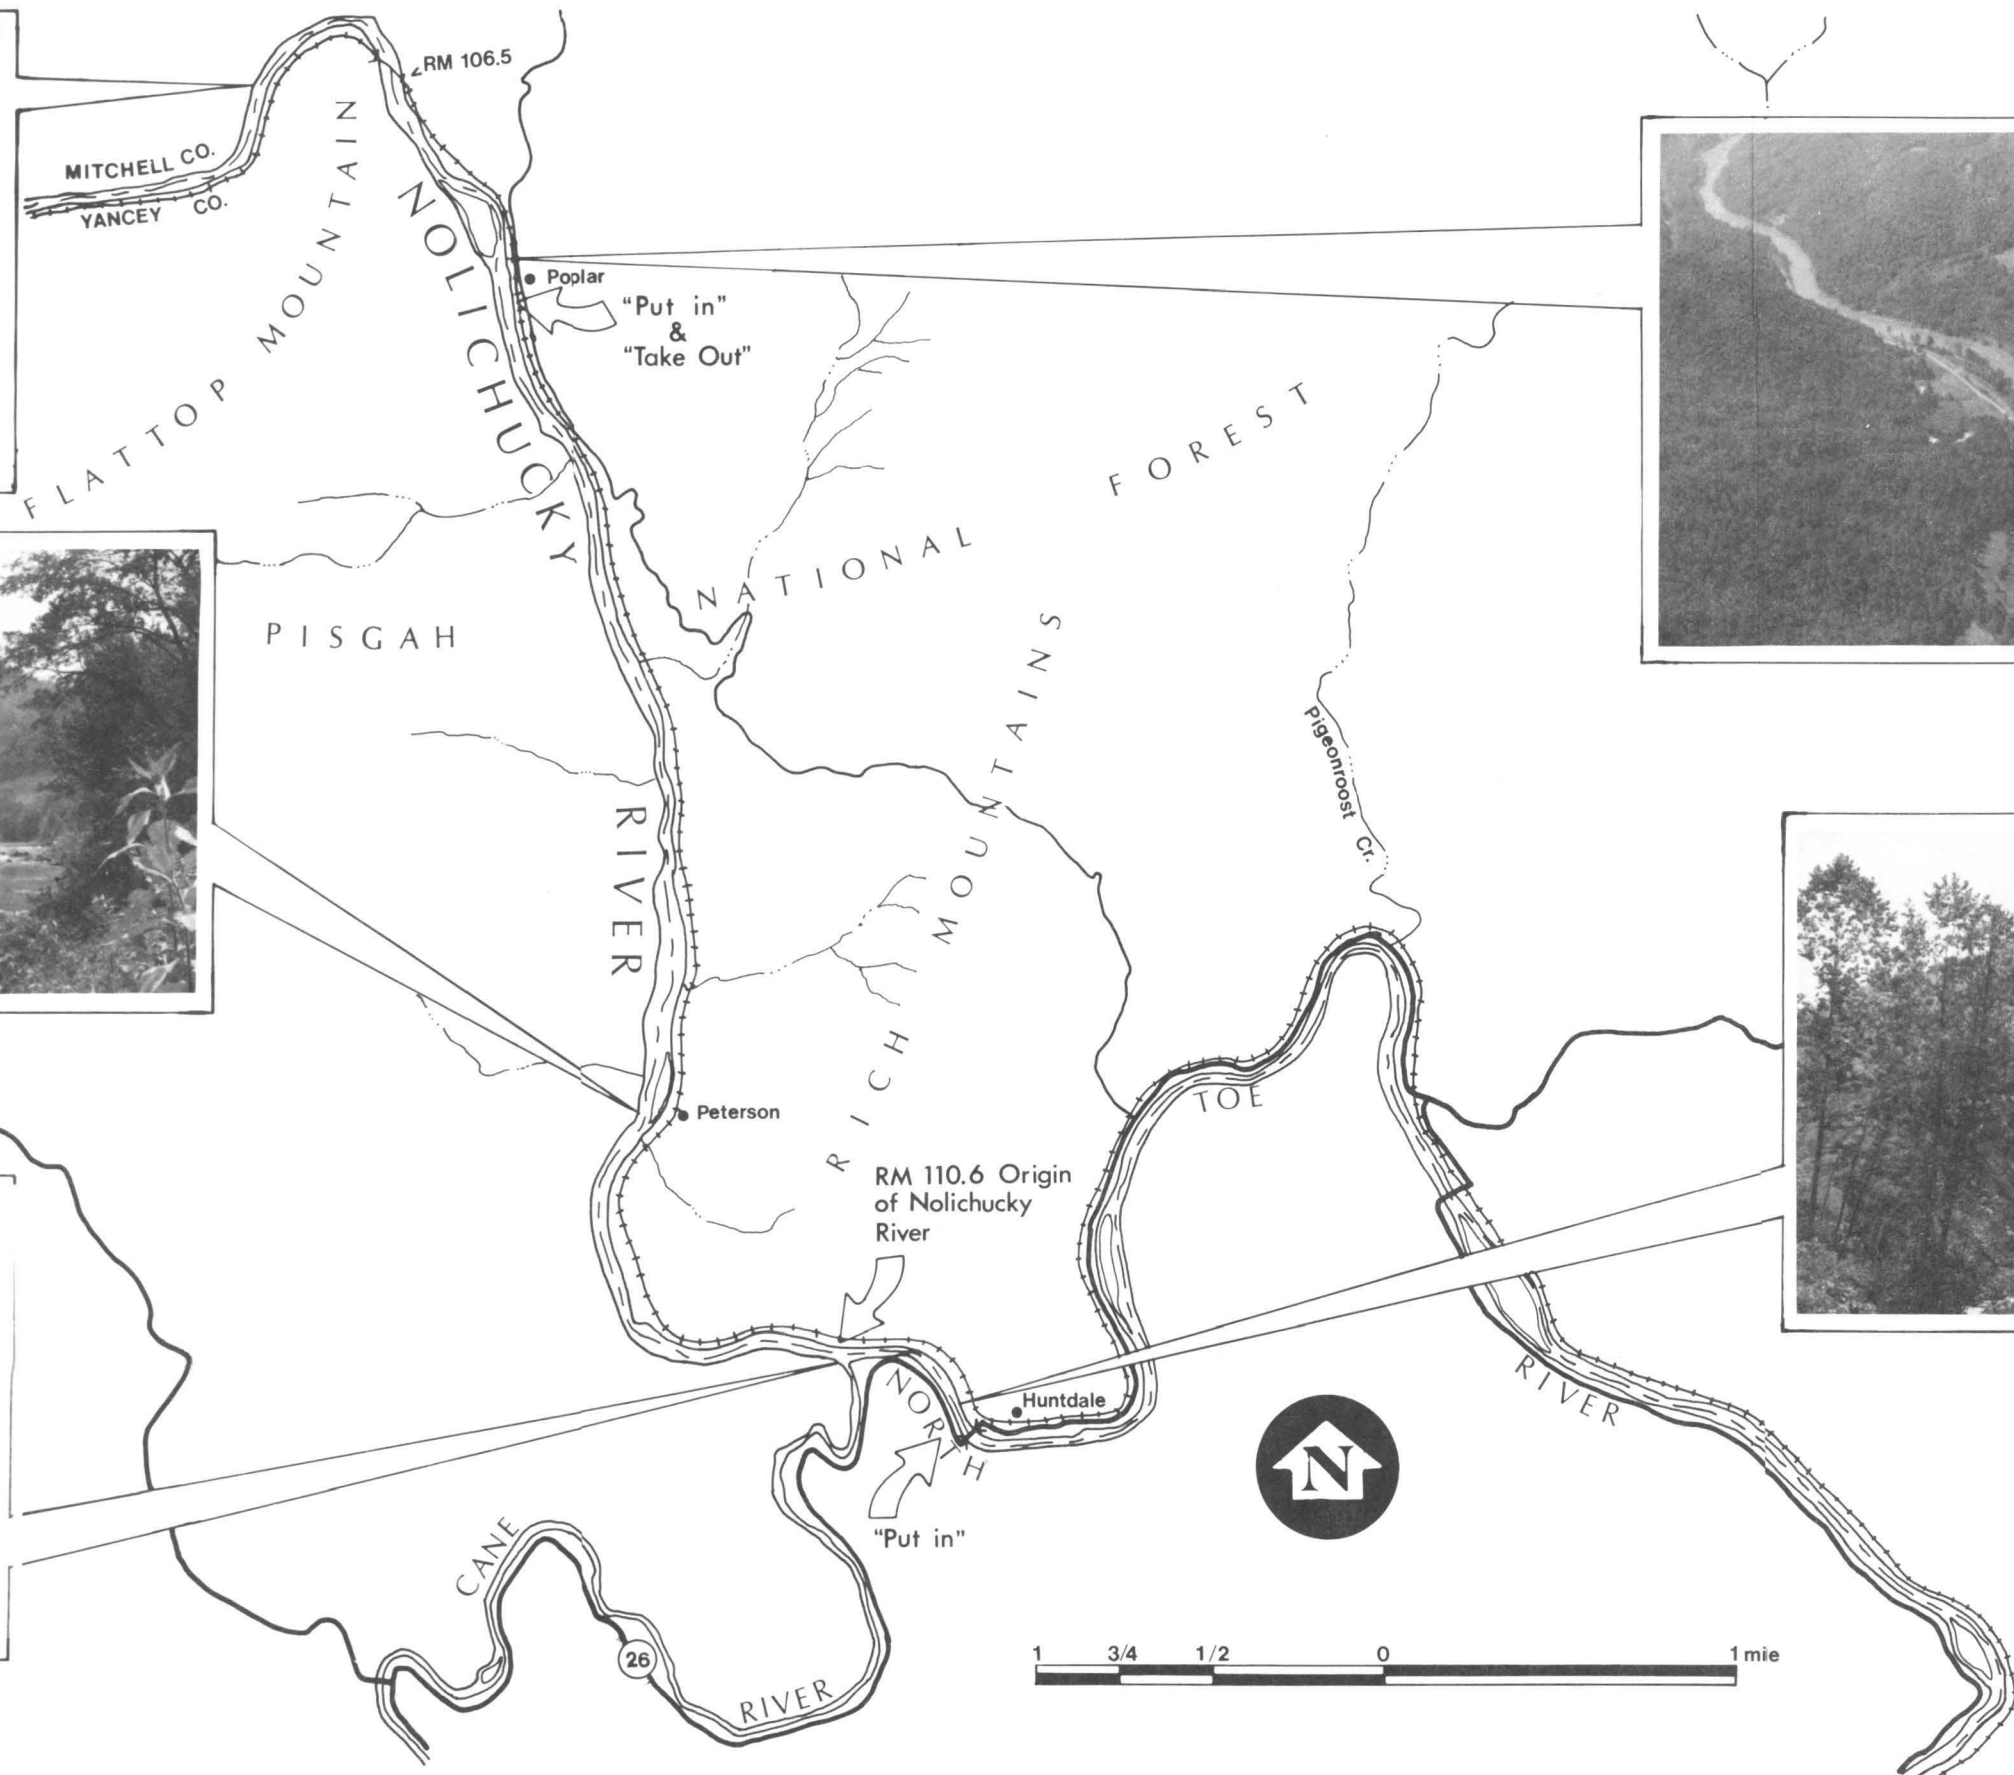 RM 106.5
MITCHELL CO.
YANCEY CO.
FLATTOP MOUNTAIN
NOLICHUCKY
RIVER
Poplar
"Put in"
&
"Take Out"
PISGAH
NATIONAL
FOREST
RICH MOUNTAINS
Pigeonroost Cr.
Peterson
RM 110.6 Origin
of Nolichucky
River
NORTH
TOE
RIVER
Huntdale
"Put in"
N
CANE
RIVER
26
1 3/4 1/2 0 1 mile